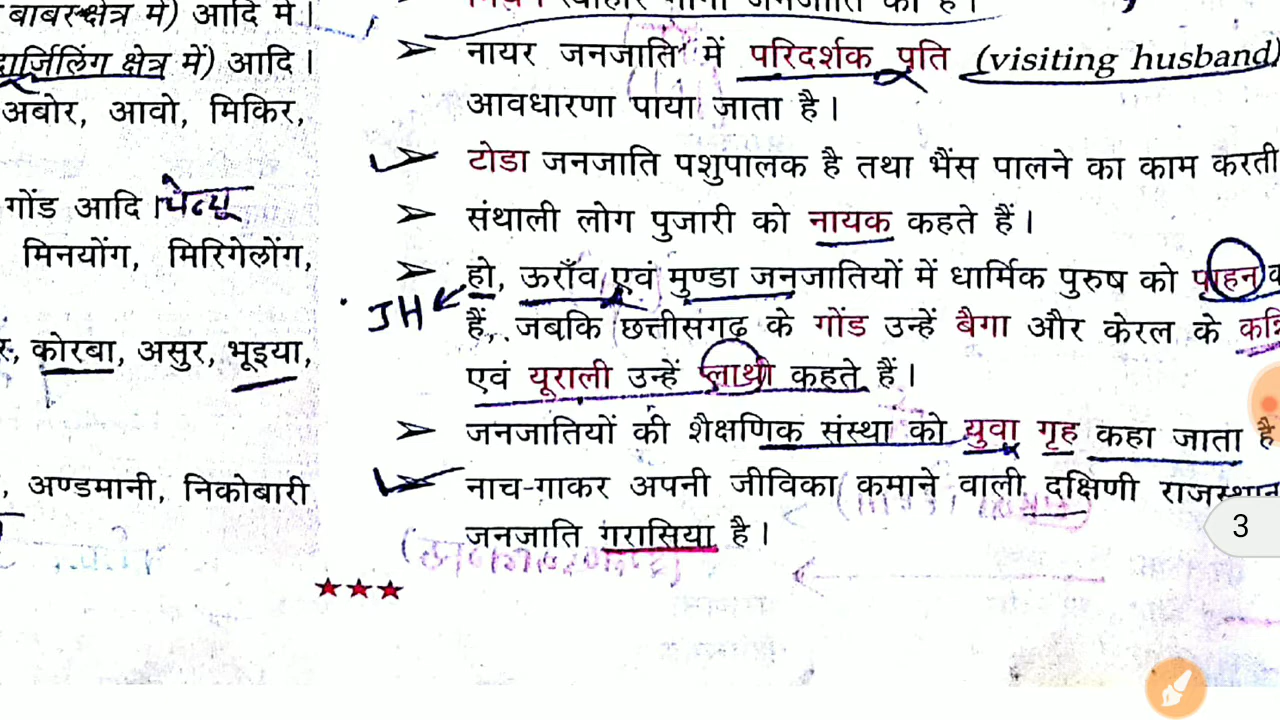 बाबर क्षेत्र में) आदि में।
दार्जिलिंग क्षेत्र में) आदि।
अबोर, आवो, मिकिर,
गोंड आदि।
मिनयोंग, मिरिगेलोंग,
कोरबा, असुर, भूइया,
अण्डमानी, निकोबारी
नायर जनजाति में परिदर्शक पति (visiting husband)
आवधारणा पाया जाता है।
टोडा जनजाति पशुपालक है तथा भैंस पालने का काम करती
संथाली लोग पुजारी को नायक कहते हैं।
हो, ऊराँव एवं मुण्डा जनजातियों में धार्मिक पुरुष को पाहन
JH
हैं, जबकि छत्तीसगढ़ के गोंड उन्हें बैगा और केरल के
एवं यूराली उन्हें प्लाथी कहते हैं।
जनजातियों की शैक्षणिक संस्था को युवा गृह कहा जाता है
नाच-गाकर अपनी जीविका कमाने वाली दक्षिणी राजस्थान
जनजाति गरासिया है।
3